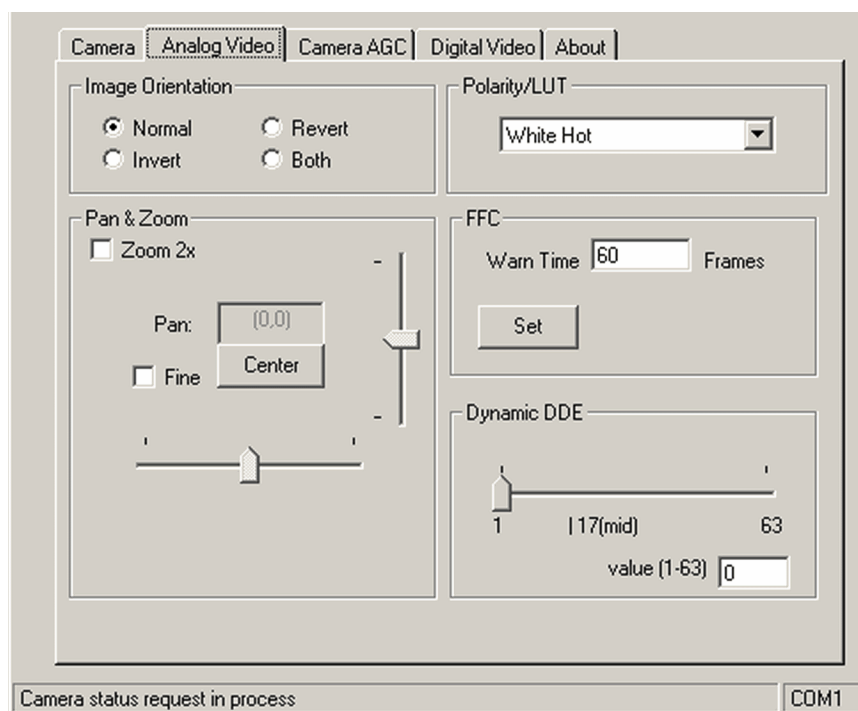 Camera Analog Video Camera AGC Digital Video About
Image Orientation
Normal Revert
Invert Both
Polarity/LUT
White Hot
Pan & Zoom
Zoom 2x
Pan: (0,0)
Fine Center
FFC
Warn Time 60 Frames
Set
Dynamic DDE
1 |17(mid) 63
value (1-63) 0
Camera status request in process COM1